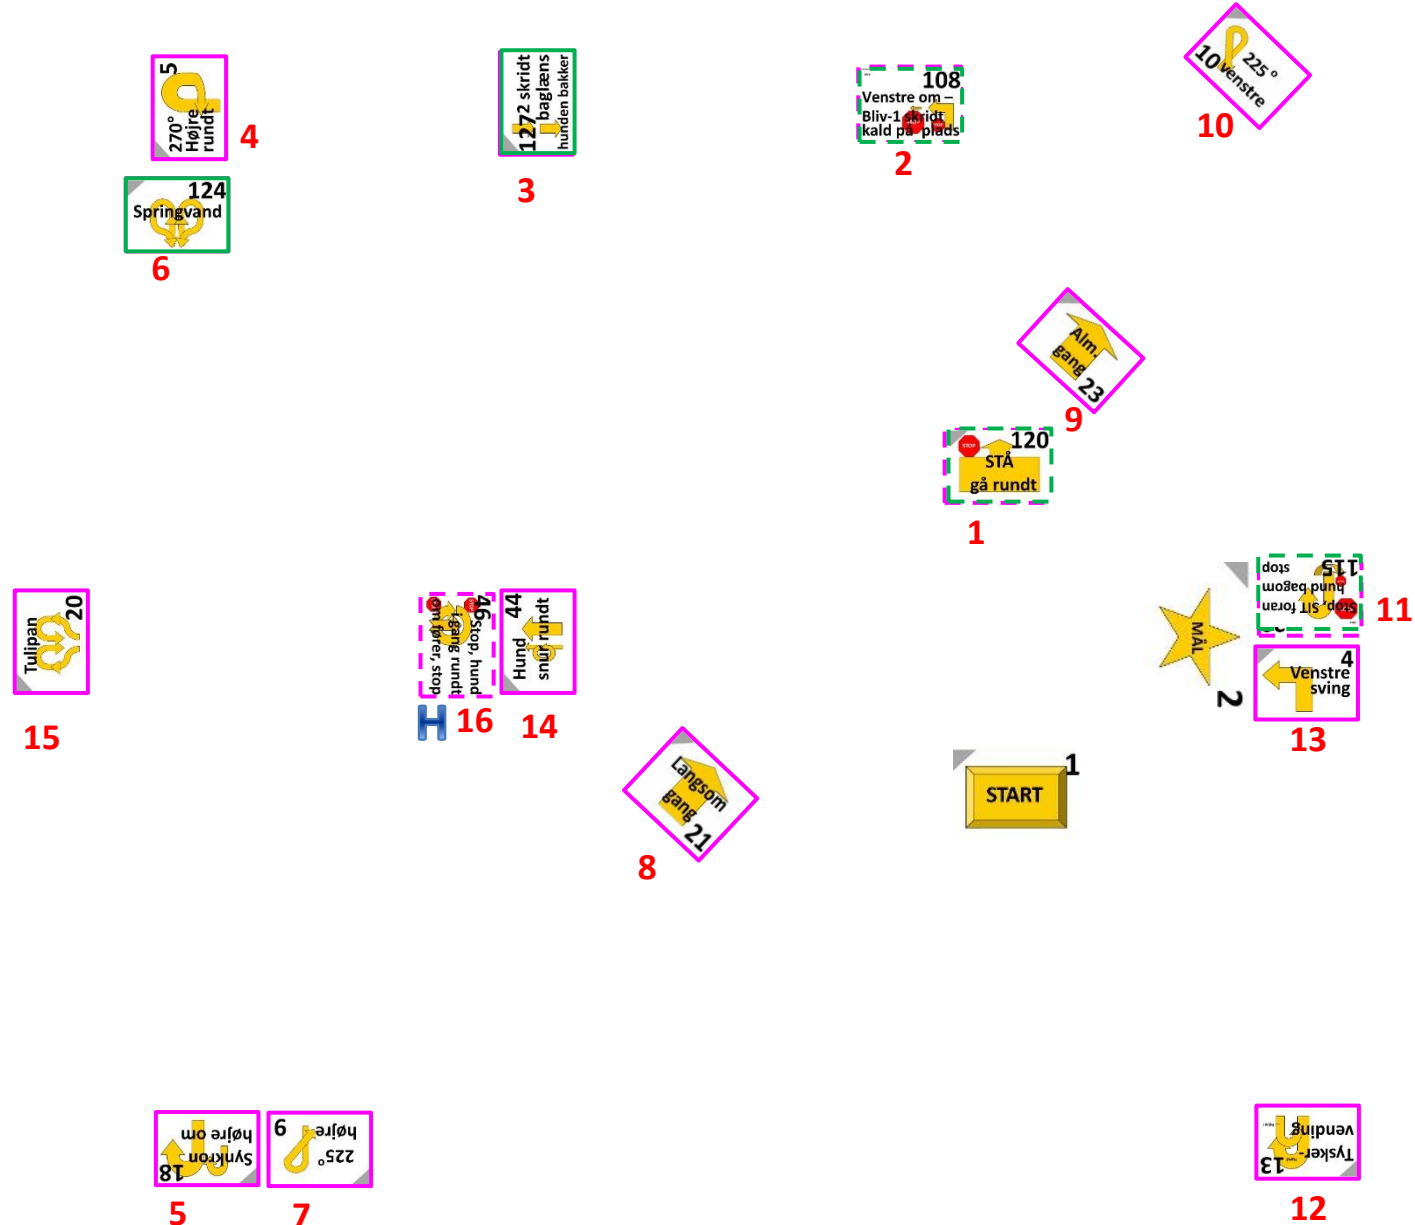 5
270°
Højre
rundt
4
127
2 skridt
baglæns
hunden bakker
3
108
Venstre om –
Bliv-1 skridt
kald på plads
STOP
2
10
225 °
Venstre
10
124
Springvand
6
Alm.
gang
23
9
STOP
120
STÅ
gå rundt
1
115
Stop, SIT foran
hund bagom
stop
11
MÅL
2
4
Venstre
sving
13
20
Tulipan
15
46
Stop, hund
i gang rundt
om fører, stop
H
16
44
Hund
snur rundt
14
Langsom
gang
21
8
1
START
18
Synkron
højre om
5
9
225°
højre
7
13
Tysker-
vending
12